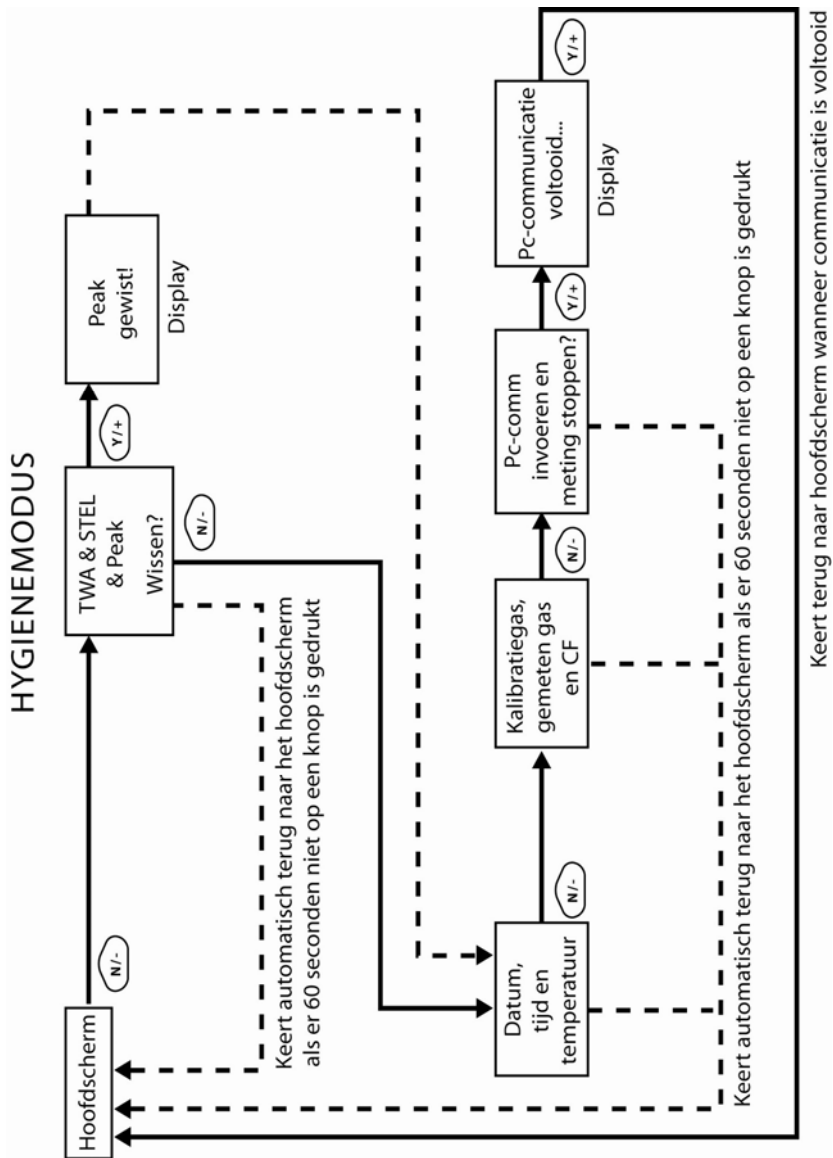 HYGIENEMODUS
Hoofdscherm
N/-
TWA & STEL
& Peak
Wissen?
Y/+
Peak
gewist!
Display
N/-
Keert automatisch terug naar het hoofdscherm
als er 60 seconden niet op een knop is gedrukt
Datum,
tijd en
temperatuur
N/-
Kalibratiegas,
gemeten gas
en CF
N/-
Pc-comm
invoeren en
meting stoppen?
Y/+
Pc-communicatie
voltooid...
Display
Y/+
Keert automatisch terug naar het hoofdscherm als er 60 seconden niet op een knop is gedrukt
Keert terug naar hoofdscherm wanneer communicatie is voltooid